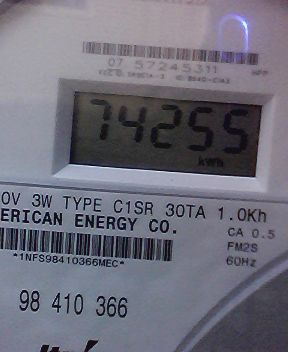 07 57245311
74255
kWh
0V 3W TYPE C1SR 30TA 1.0Kh
ERICAN ENERGY CO.
CA 0.5
FM2S
*1NFS98410366MEC*
60Hz
98 410 366